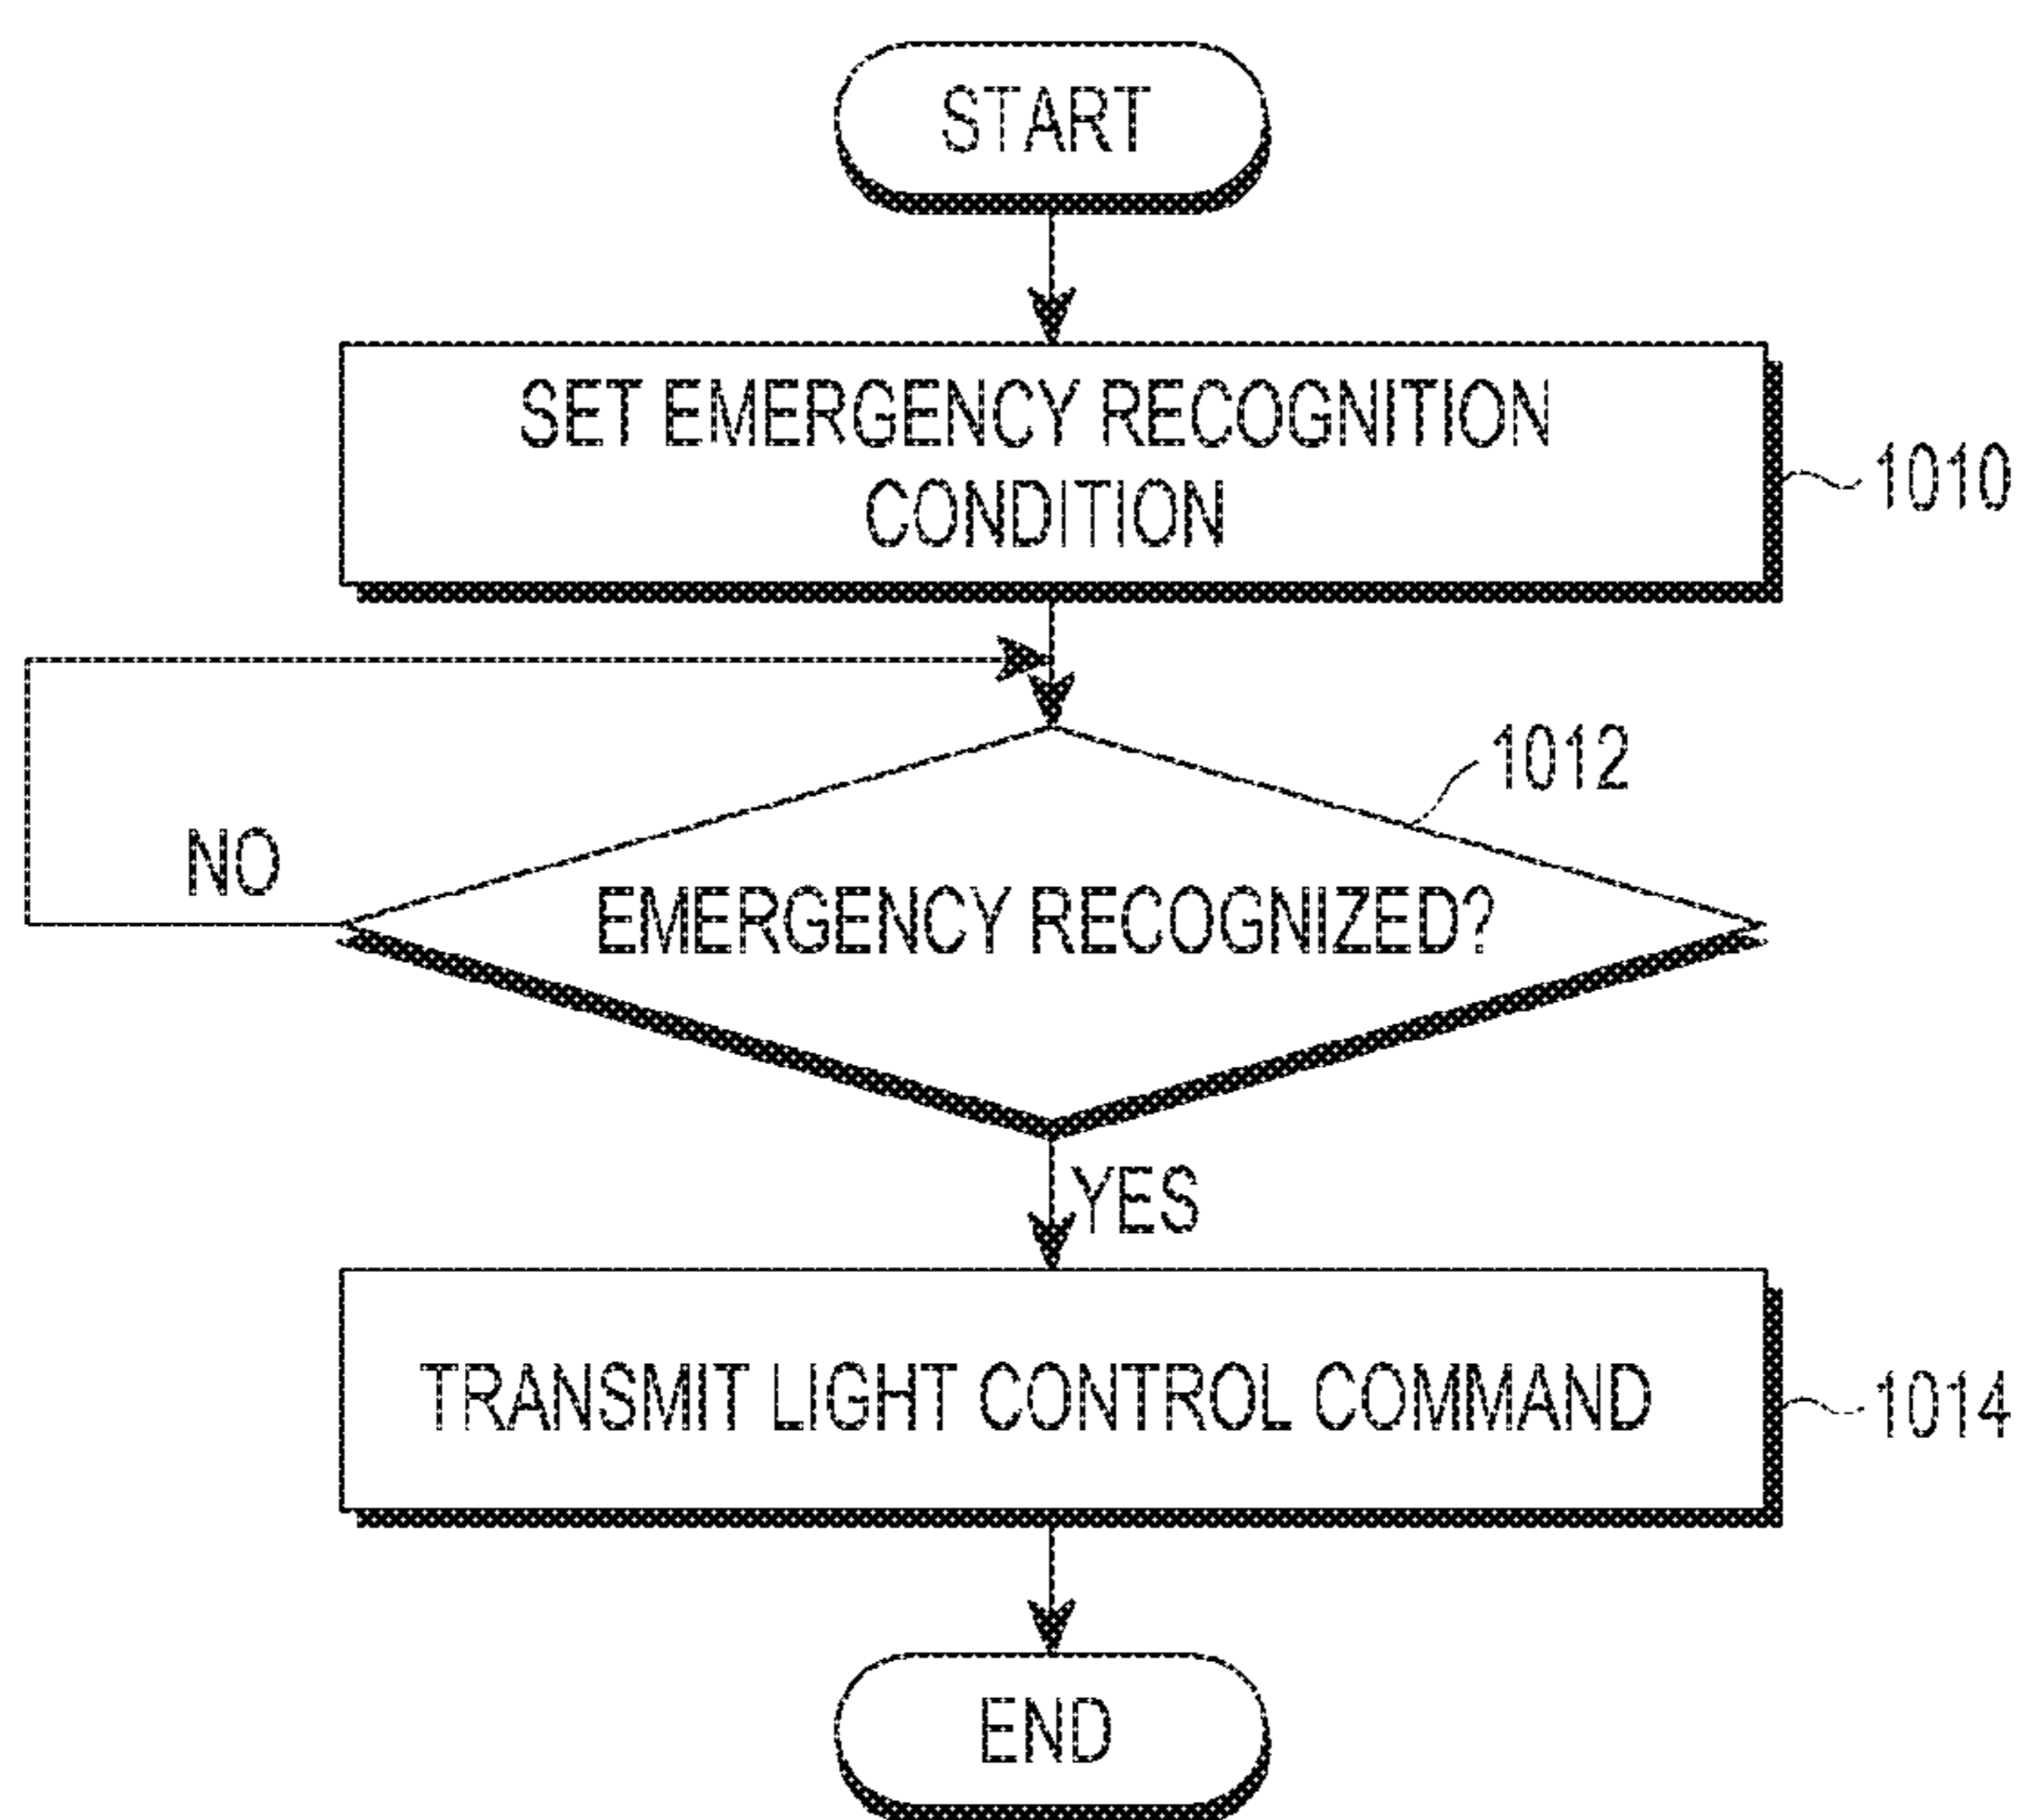 START
SET EMERGENCY RECOGNITION
CONDITION
1010
1012
NO
EMERGENCY RECOGNIZED?
YES
TRANSMIT LIGHT CONTROL COMMAND
1014
END